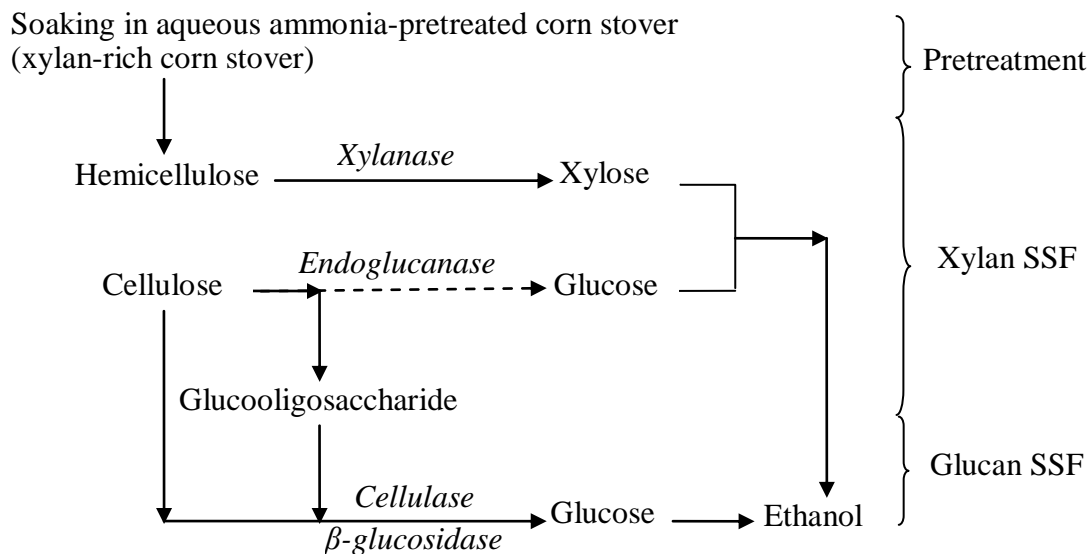 Soaking in aqueous ammonia-pretreated corn stover
(xylan-rich corn stover)
Pretreatment
Xylanase
Hemicellulose
Xylose
Xylan SSF
Endoglucanase
Cellulose
Glucose
Glucooligosaccharide
Glucan SSF
Cellulase
Glucose
Ethanol
β-glucosidase